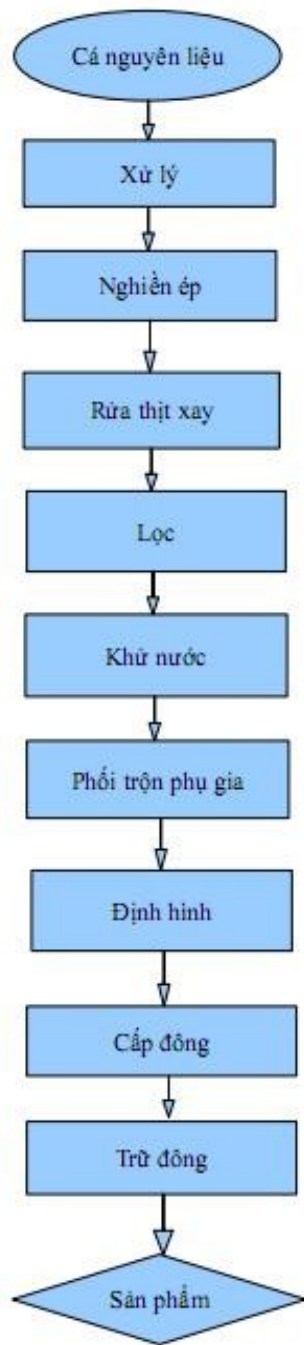 Cá nguyên liệu
Xử lý
Nghiền ép
Rửa thịt xay
Lọc
Khử nước
Phối trộn phụ gia
Định hình
Cấp đông
Trữ đông
Sản phẩm